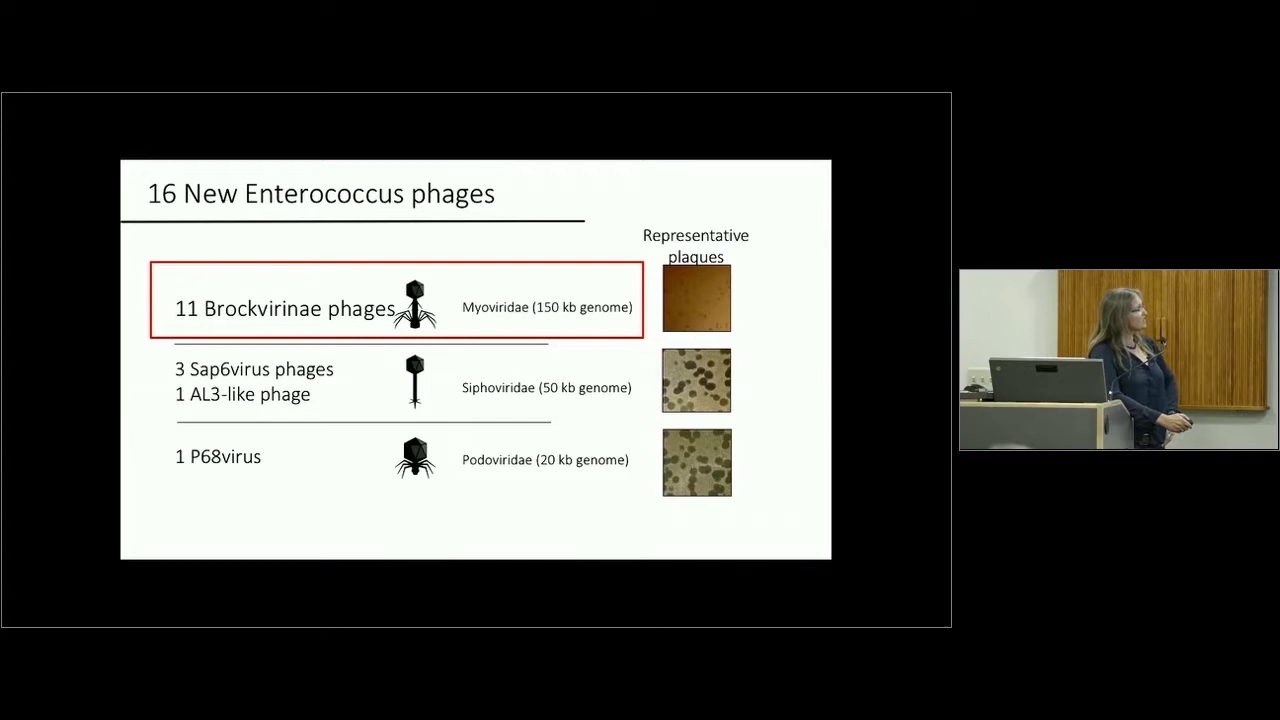 16 New Enterococcus phages
Representative
plaques
11 Brockvirinae phages
Myoviridae (150 kb genome)
3 Sap6virus phages
1 AL3-like phage
Siphoviridae (50 kb genome)
1 P68virus
Podoviridae (20 kb genome)